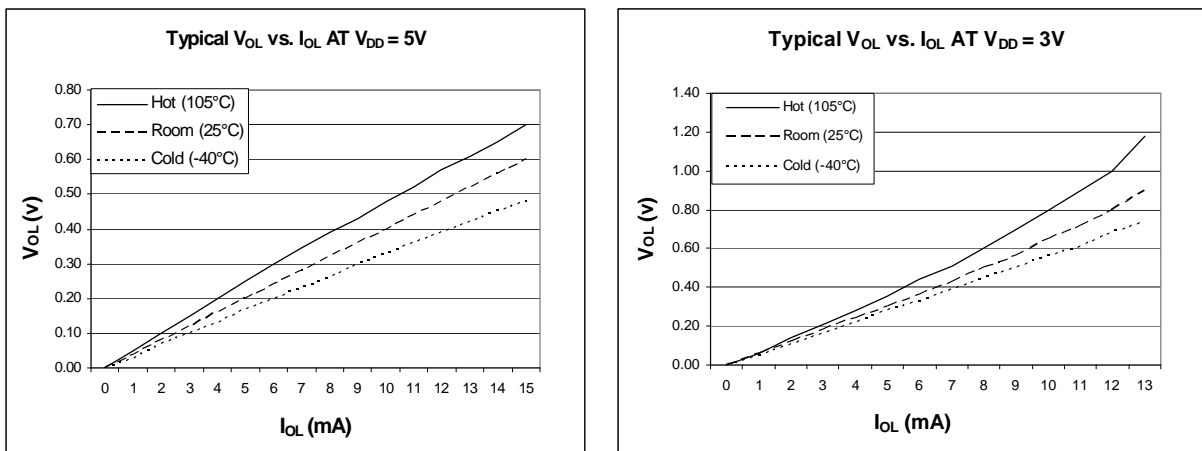 Typical VOL vs. IOL AT VDD = 5V
0.80
0.70
0.60
0.50
0.40
0.30
0.20
0.10
0.00
Hot (105°C)
Room (25°C)
Cold (-40°C)
VOL (v)
0 1 2 3 4 5 6 7 8 9 10 11 12 13 14 15
IOL (mA)
Typical VOL vs. IOL AT VDD = 3V
1.40
1.20
1.00
0.80
0.60
0.40
0.20
0.00
Hot (105°C)
Room (25°C)
Cold (-40°C)
VOL (v)
0 1 2 3 4 5 6 7 8 9 10 11 12 13
IOL (mA)